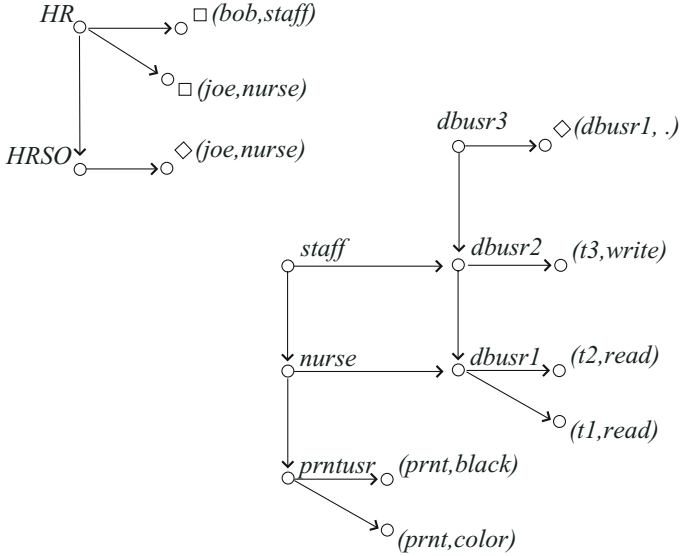 HR
□ (bob,staff)
□ (joe,nurse)
HRSO
◇ (joe,nurse)
dbusr3
◇ (dbusr1, .)
staff
dbusr2
(t3,write)
nurse
dbusr1
(t2,read)
(t1,read)
prntusr
(prnt,black)
(prnt,color)